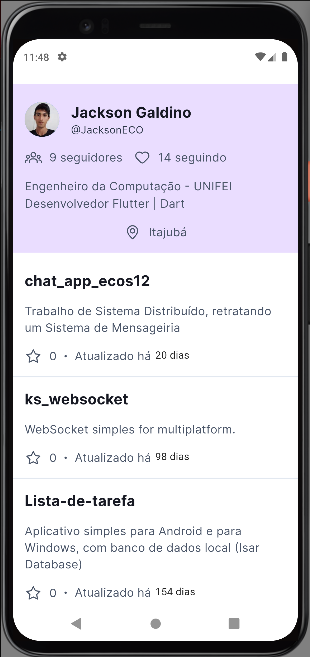 11:48
Jackson Galdino
@JacksonECO
9 seguidores 14 seguindo
Engenheiro da Computação - UNIFEI
Desenvolvedor Flutter | Dart
Itajubá
chat_app_ecos12
Trabalho de Sistema Distribuído, retratando
um Sistema de Mensageiria
0 • Atualizado há 20 dias
ks_websocket
WebSocket simples for multiplatform.
0 • Atualizado há 98 dias
Lista-de-tarefa
Aplicativo simples para Android e para
Windows, com banco de dados local (Isar
Database)
0 • Atualizado há 154 dias